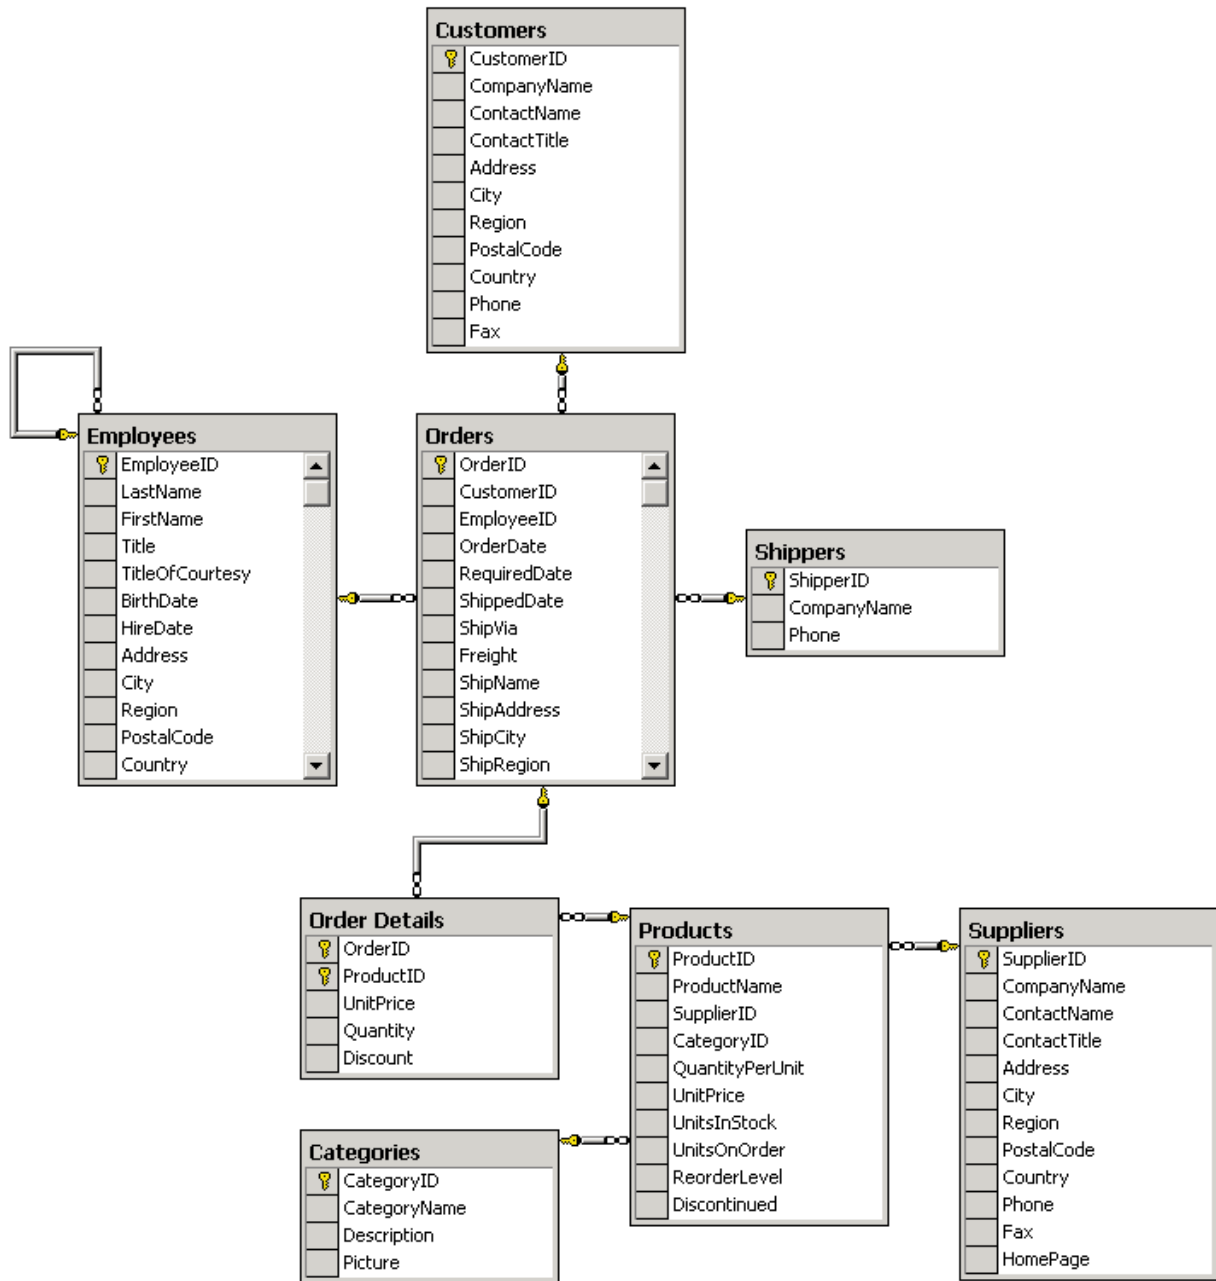 Customers
CustomerID
CompanyName
ContactName
ContactTitle
Address
City
Region
PostalCode
Country
Phone
Fax
Employees
EmployeeID
LastName
FirstName
Title
TitleOfCourtesy
BirthDate
HireDate
Address
City
Region
PostalCode
Country
Orders
OrderID
CustomerID
EmployeeID
OrderDate
RequiredDate
ShippedDate
ShipVia
Freight
ShipName
ShipAddress
ShipCity
ShipRegion
Shippers
ShipperID
CompanyName
Phone
Order Details
OrderID
ProductID
UnitPrice
Quantity
Discount
Products
ProductID
ProductName
SupplierID
CategoryID
QuantityPerUnit
UnitPrice
UnitsInStock
UnitsOnOrder
ReorderLevel
Discontinued
Suppliers
SupplierID
CompanyName
ContactName
ContactTitle
Address
City
Region
PostalCode
Country
Phone
Fax
HomePage
Categories
CategoryID
CategoryName
Description
Picture